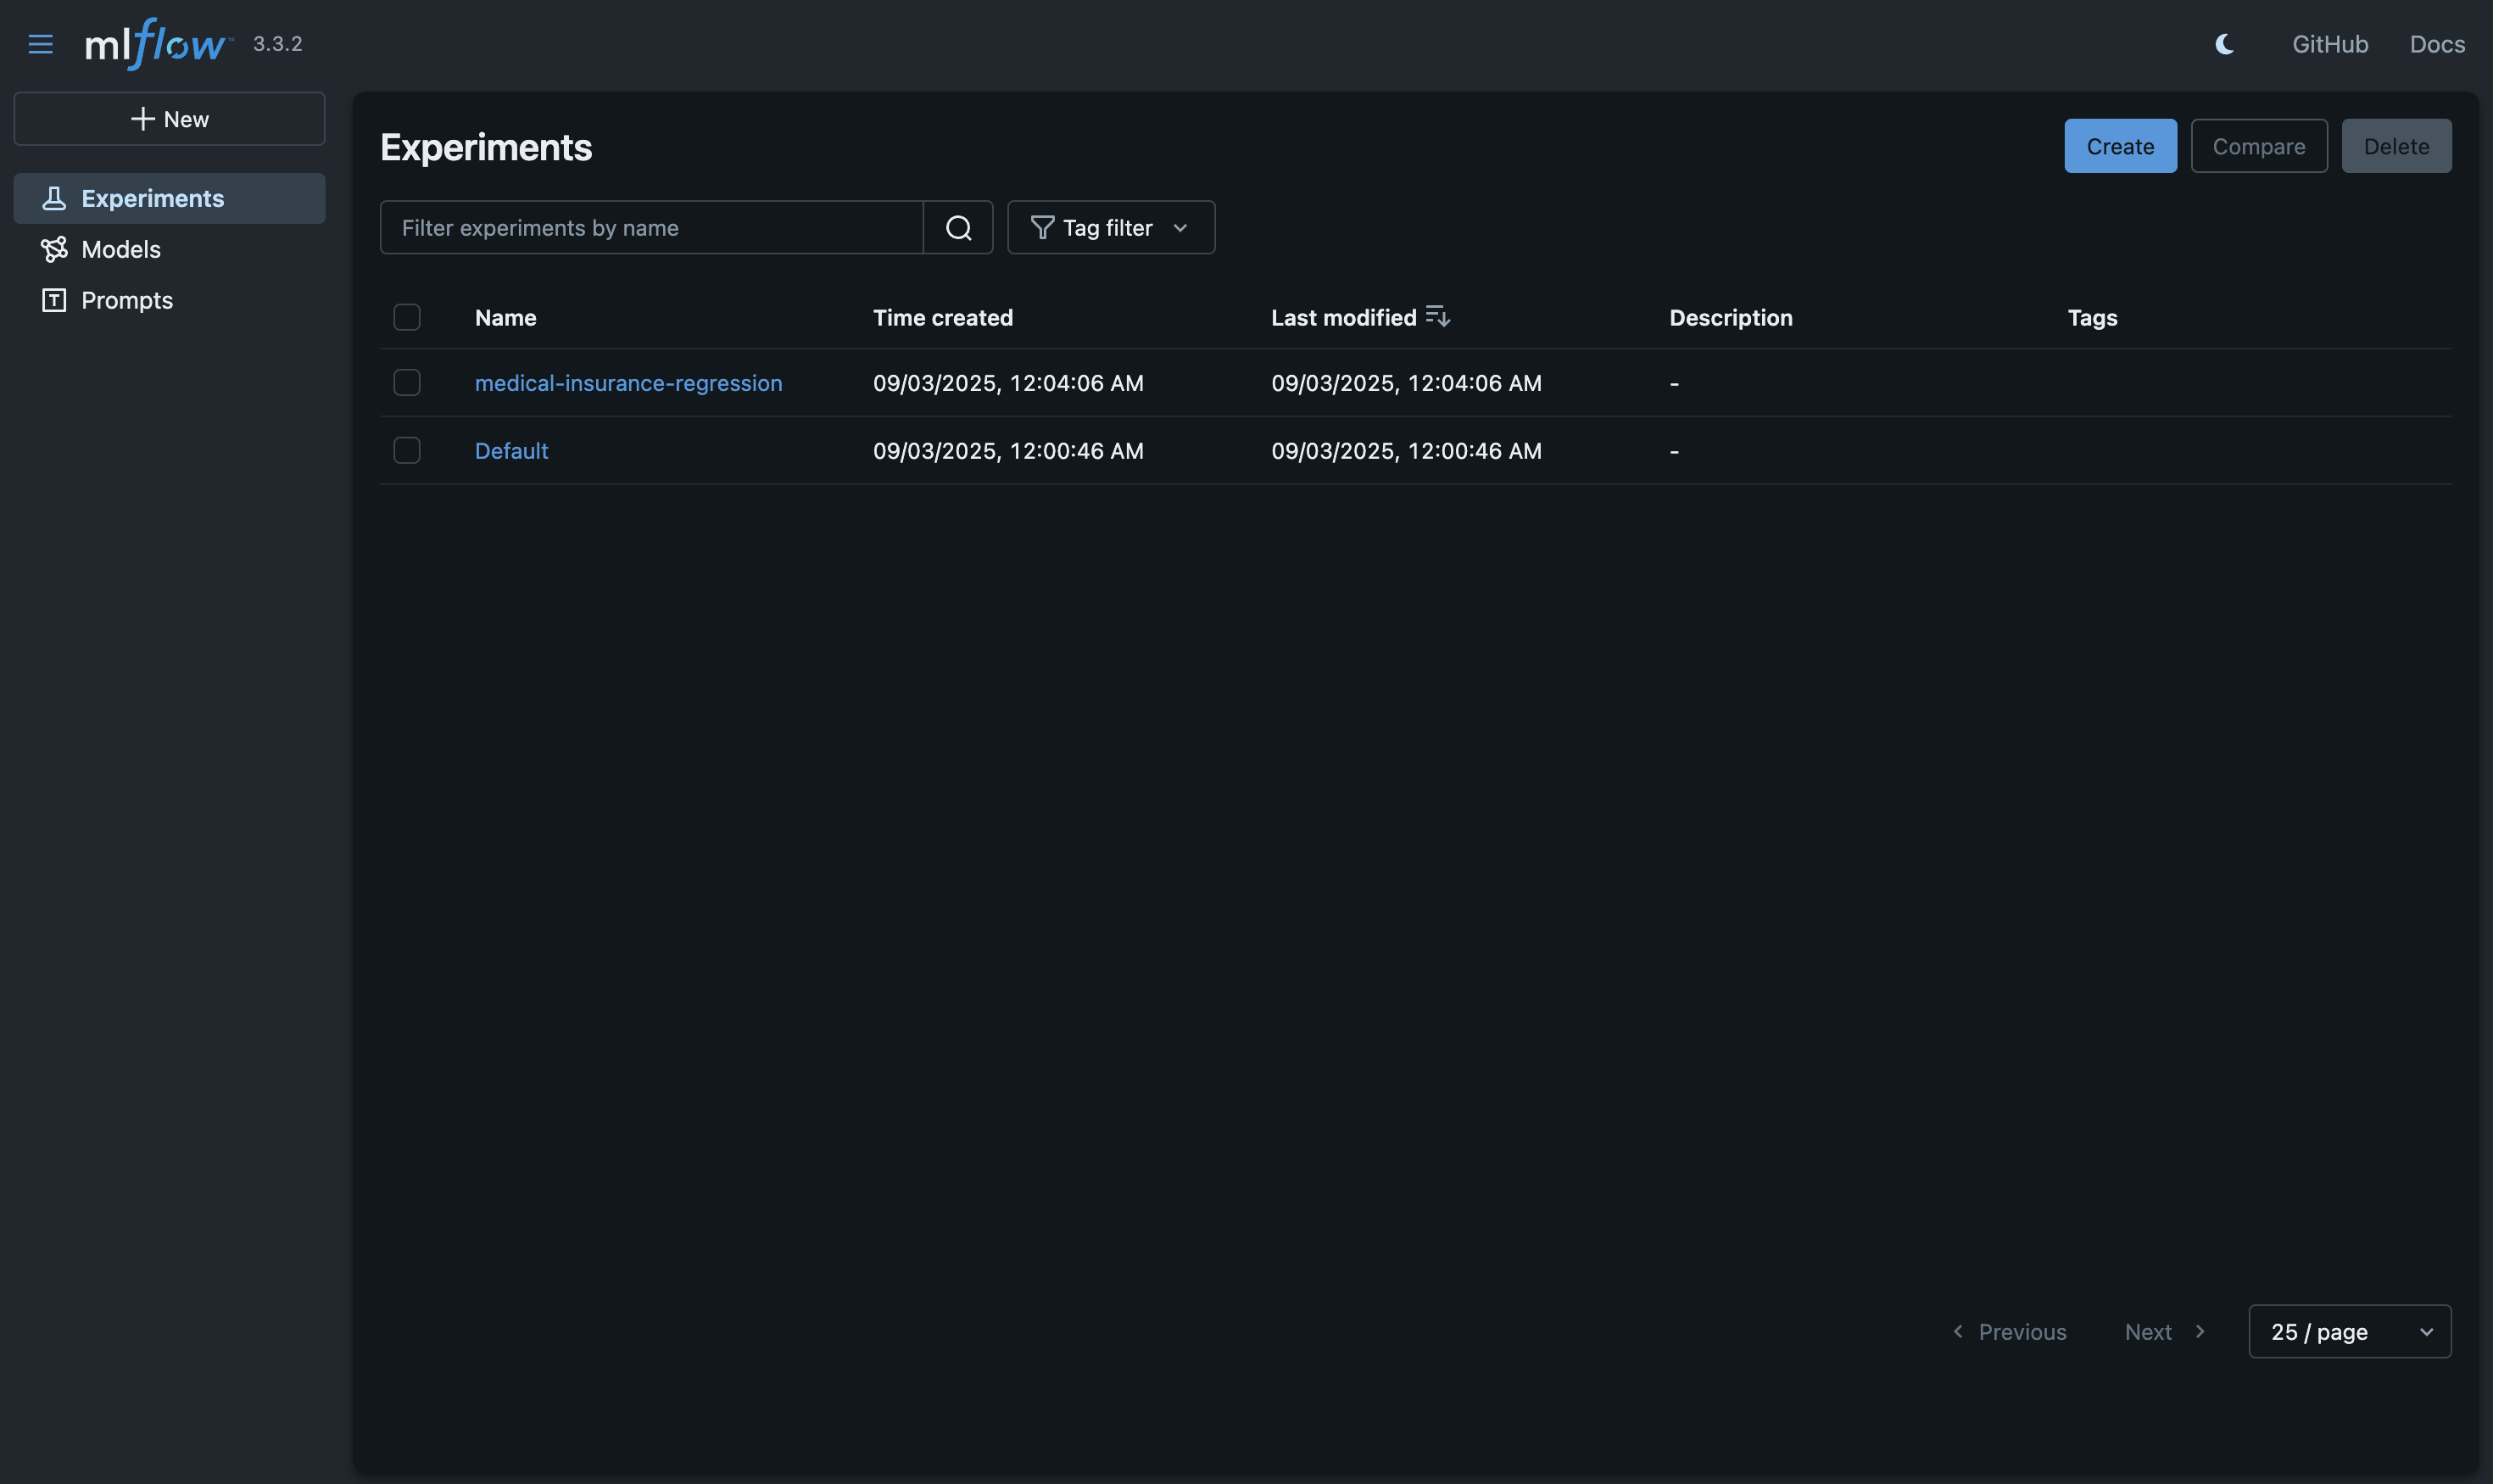 mlflow™ 3.3.2
GitHub Docs
New
Experiments
Models
Prompts
Experiments
Create Compare Delete
Filter experiments by name
Tag filter
Name Time created Last modified Description Tags
medical-insurance-regression 09/03/2025, 12:04:06 AM 09/03/2025, 12:04:06 AM -
Default 09/03/2025, 12:00:46 AM 09/03/2025, 12:00:46 AM -
Previous Next 25 / page